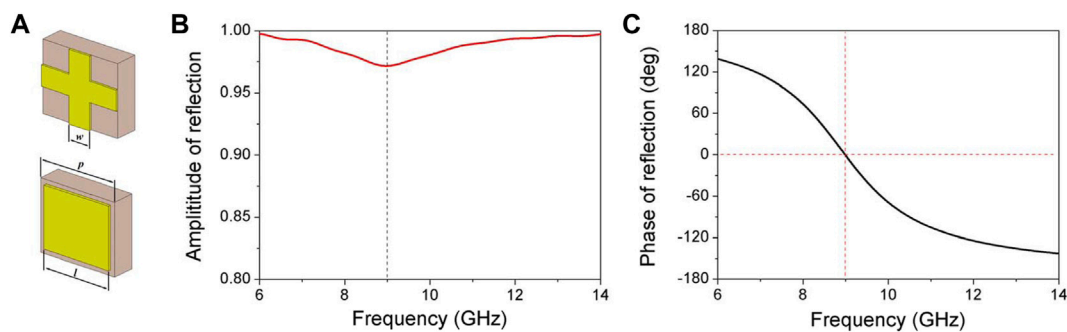 A
w
p
l
B
Amplititude of reflection
1.00
0.95
0.90
0.85
0.80
6 8 10 12 14
Frequency (GHz)
C
Phase of reflection (deg)
180
120
60
0
-60
-120
-180
6 8 10 12 14
Frequency (GHz)